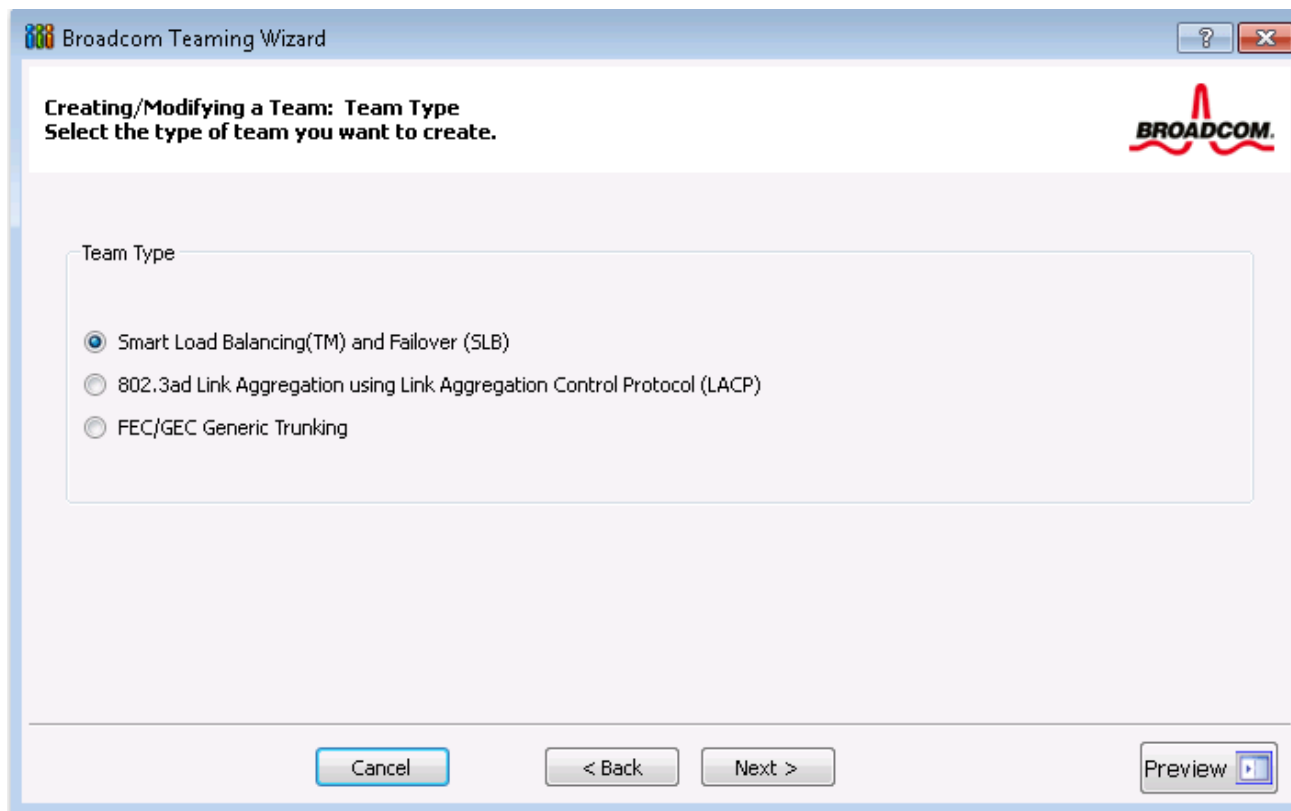 Broadcom Teaming Wizard
Creating/Modifying a Team: Team Type
Select the type of team you want to create.
BROADCOM.
Team Type
Smart Load Balancing(TM) and Failover (SLB)
802.3ad Link Aggregation using Link Aggregation Control Protocol (LACP)
FEC/GEC Generic Trunking
Cancel
< Back
Next >
Preview